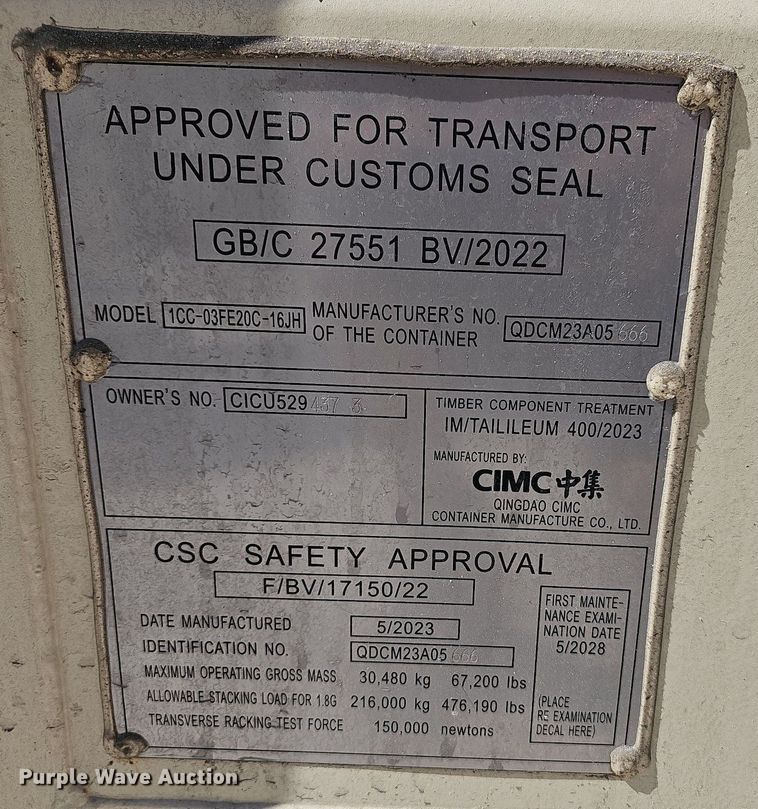 APPROVED FOR TRANSPORT
UNDER CUSTOMS SEAL
GB/C 27551 BV/2022
MODEL 1CC-03FE20C-16JH MANUFACTURER'S NO.
OF THE CONTAINER QDCM23A05666
OWNER'S NO. CICU529437 3
TIMBER COMPONENT TREATMENT
IM/TAILILEUM 400/2023
MANUFACTURED BY:
CIMC中集
QINGDAO CIMC
CONTAINER MANUFACTURE CO., LTD.
CSC SAFETY APPROVAL
F/BV/17150/22
DATE MANUFACTURED 5/2023
IDENTIFICATION NO. QDCM23A05666
MAXIMUM OPERATING GROSS MASS 30,480 kg 67,200 lbs
ALLOWABLE STACKING LOAD FOR 1.8G 216,000 kg 476,190 lbs
TRANSVERSE RACKING TEST FORCE 150,000 newtons
FIRST MAINTE-
NANCE EXAMI-
NATION DATE
5/2028
(PLACE
RE EXAMINATION
DECAL HERE)
Purple Wave Auction